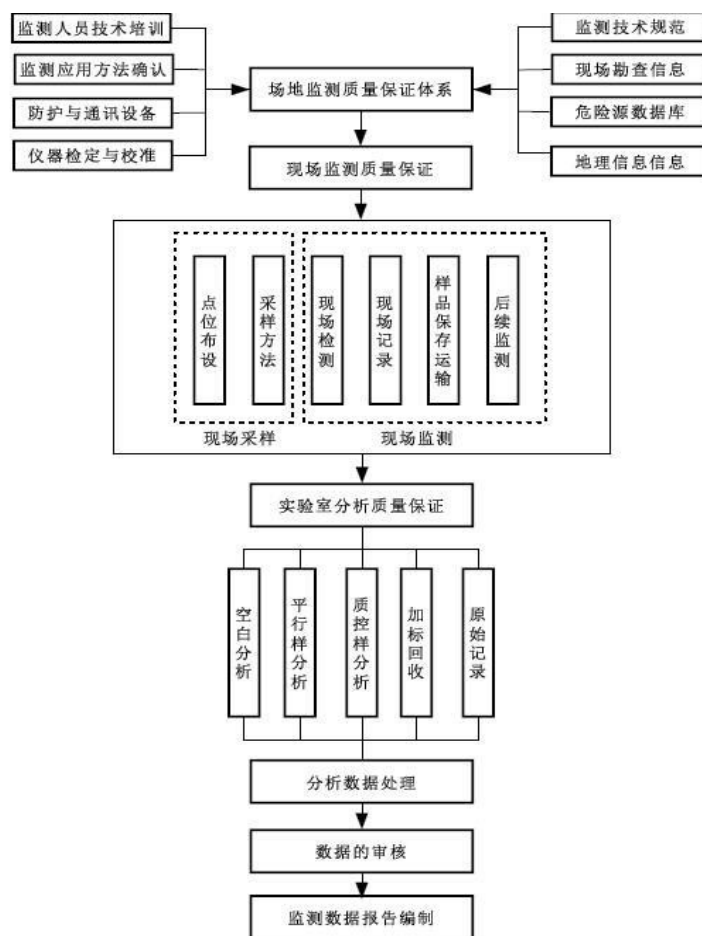 监测人员技术培训
监测应用方法确认
防护与通讯设备
仪器检定与校准
场地监测质量保证体系
监测技术规范
现场勘查信息
危险源数据库
地理信息信息
现场监测质量保证
点位布设
采样方法
现场检测
现场记录
样品保存运输
后续监测
现场采样
现场监测
实验室分析质量保证
空白分析
平行样分析
质控样分析
加标回收
原始记录
分析数据处理
数据的审核
监测数据报告编制